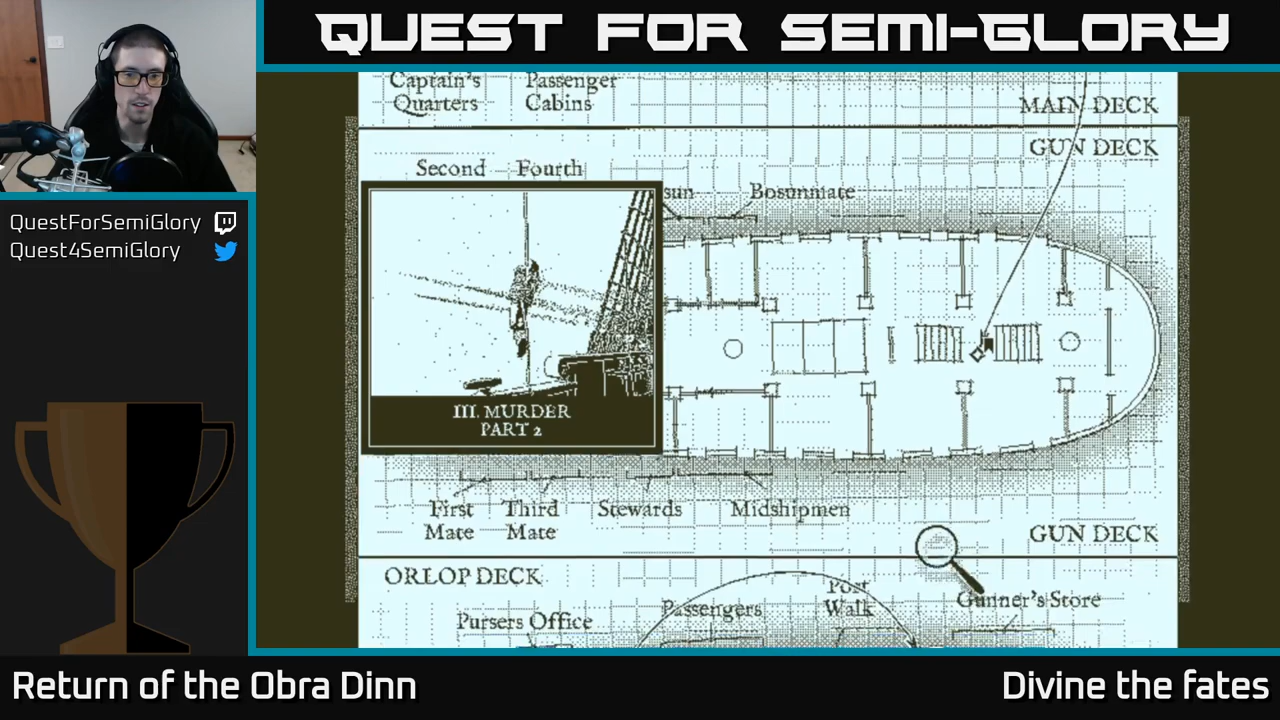 QUEST FOR SEMI-GLORY
QuestForSemiGlory
Quest4SemiGlory
Captain's Quarters
Passenger Cabins
MAIN DECK
GUN DECK
Second
Fourth
sun
Bosunmate
III. MURDER
PART 2
First Mate
Third Mate
Stewards
Midshipmen
GUN DECK
ORLOP DECK
Pursers Office
Passengers
Post Walk
Gunner's Store
Return of the Obra Dinn
Divine the fates